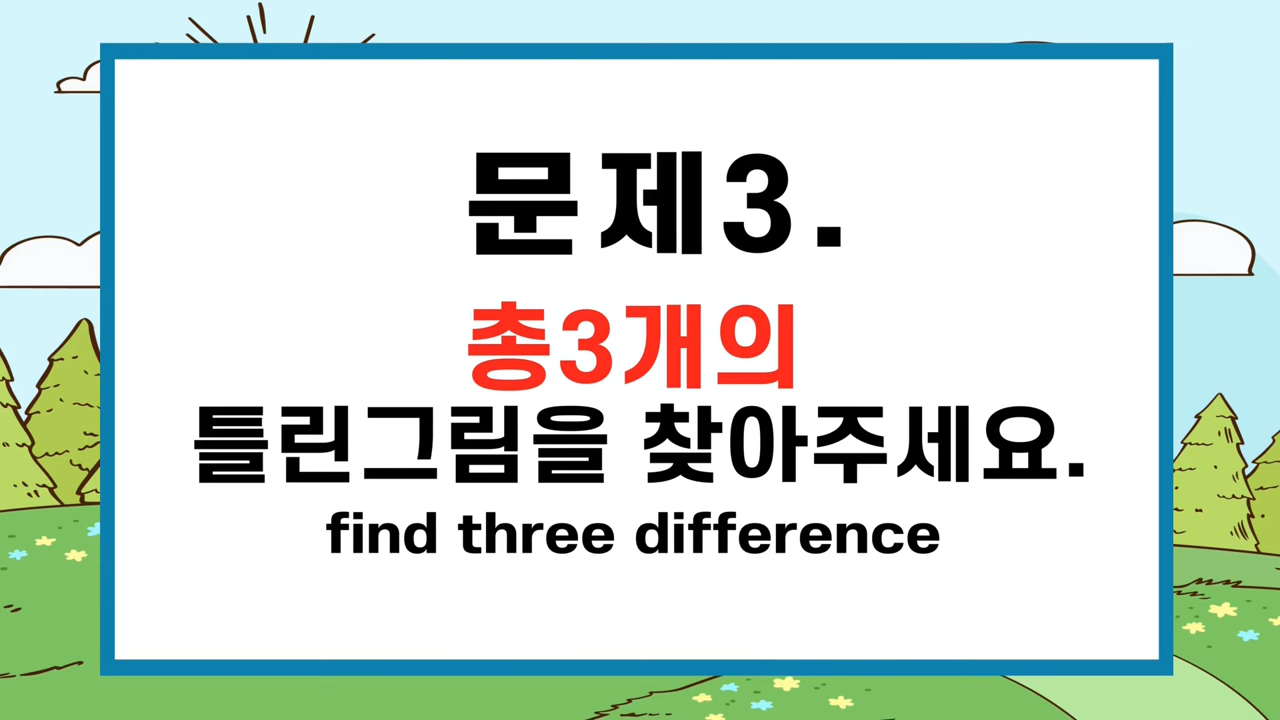 문제3.
총3개의
틀린그림을 찾아주세요.
find three difference